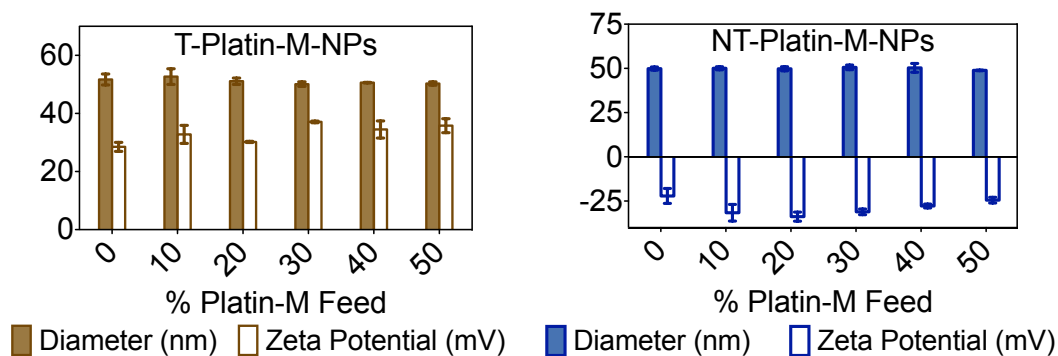 T-Platin-M-NPs
60
40
20
0
0 10 20 30 40 50
% Platin-M Feed
Diameter (nm) Zeta Potential (mV)
NT-Platin-M-NPs
75
50
25
0
-25
0 10 20 30 40 50
% Platin-M Feed
Diameter (nm) Zeta Potential (mV)